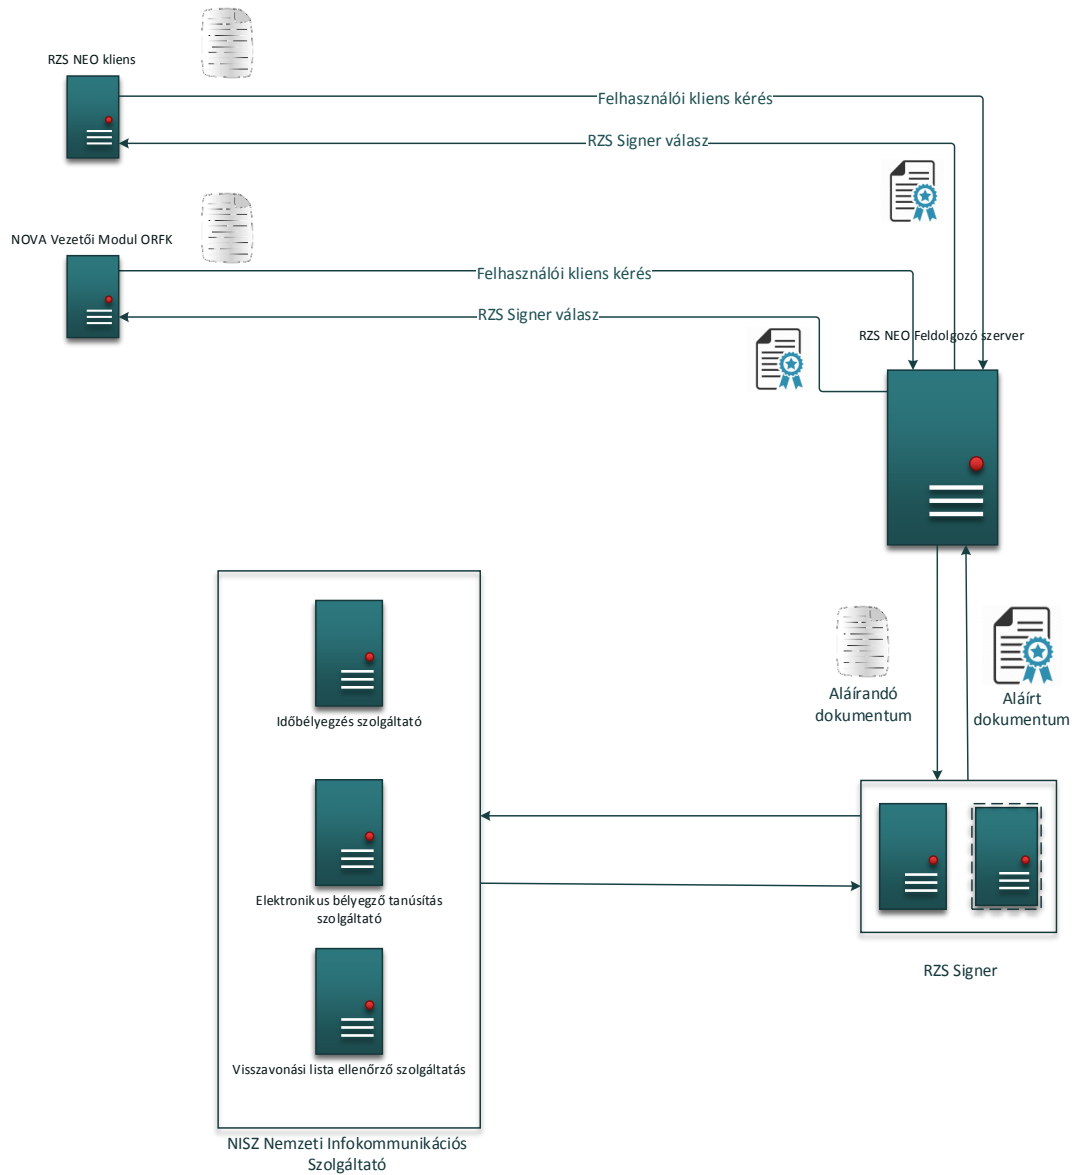 RZS NEO kliens
Felhasználói kliens kérés
RZS Signer válasz
NOVA Vezetői Modul ORFK
Felhasználói kliens kérés
RZS Signer válasz
RZS NEO Feldolgozó szerver
Aláírandó
dokumentum
Aláírt
dokumentum
Időbélyegzés szolgáltató
Elektronikus bélyegző tanúsítás
szolgáltató
Visszavonási lista ellenőrző szolgáltatás
RZS Signer
NISZ Nemzeti Infokommunikációs
Szolgáltató